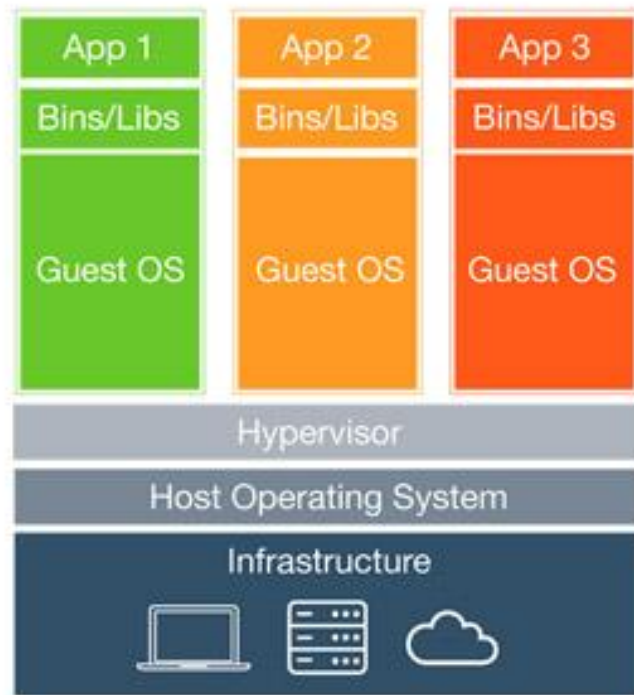 App 1
App 2
App 3
Bins/Libs
Bins/Libs
Bins/Libs
Guest OS
Guest OS
Guest OS
Hypervisor
Host Operating System
Infrastructure